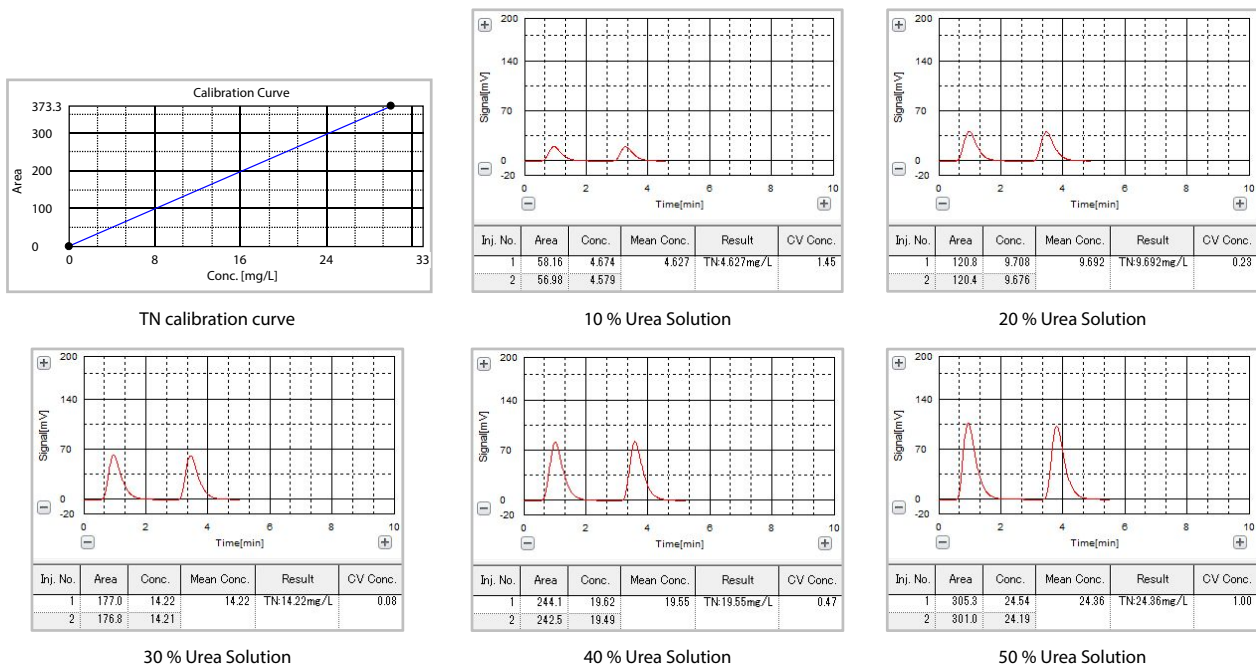 Calibration Curve
373.3
300
200
100
0
Area
0 8 16 24 33
Conc. [mg/L]
TN calibration curve
200
140
70
0
-20
Signal[mV]
0 2 4 6 8 10
Time[min]
Inj. No. Area Conc. Mean Conc. Result CV Conc.
1 58.16 4.674 4.627 TN:4.627mg/L 1.45
2 56.98 4.579
10 % Urea Solution
200
140
70
0
-20
Signal[mV]
0 2 4 6 8 10
Time[min]
Inj. No. Area Conc. Mean Conc. Result CV Conc.
1 120.8 9.708 9.692 TN:9.692mg/L 0.23
2 120.4 9.676
20 % Urea Solution
200
140
70
0
-20
Signal[mV]
0 2 4 6 8 10
Time[min]
Inj. No. Area Conc. Mean Conc. Result CV Conc.
1 177.0 14.22 14.22 TN:14.22mg/L 0.08
2 176.8 14.21
30 % Urea Solution
200
140
70
0
-20
Signal[mV]
0 2 4 6 8 10
Time[min]
Inj. No. Area Conc. Mean Conc. Result CV Conc.
1 244.1 19.62 19.55 TN:19.55mg/L 0.47
2 242.5 19.49
40 % Urea Solution
200
140
70
0
-20
Signal[mV]
0 2 4 6 8 10
Time[min]
Inj. No. Area Conc. Mean Conc. Result CV Conc.
1 305.3 24.54 24.36 TN:24.36mg/L 1.00
2 301.0 24.19
50 % Urea Solution